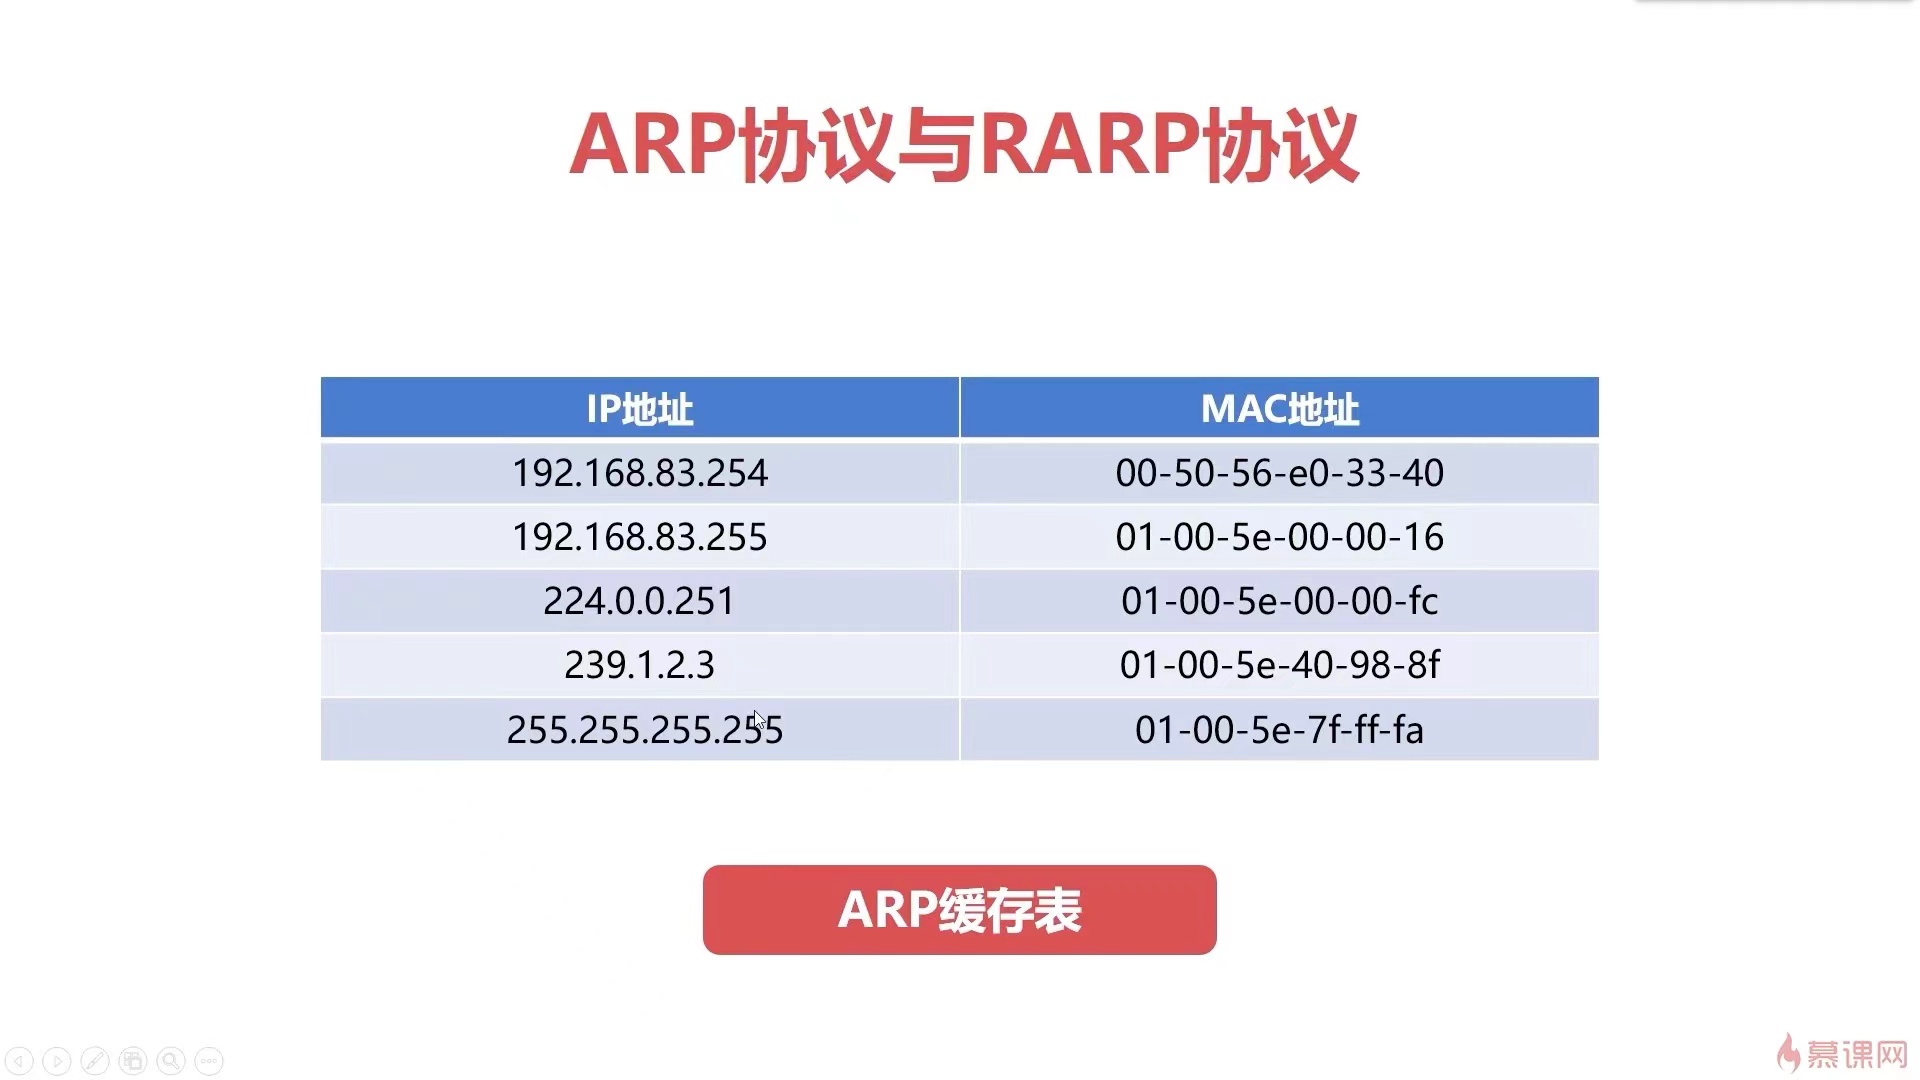 ARP协议与RARP协议
IP地址 MAC地址
192.168.83.254 00-50-56-e0-33-40
192.168.83.255 01-00-5e-00-00-16
224.0.0.251 01-00-5e-00-00-fc
239.1.2.3 01-00-5e-40-98-8f
255.255.255.255 01-00-5e-7f-ff-fa
ARP缓存表
慕课网